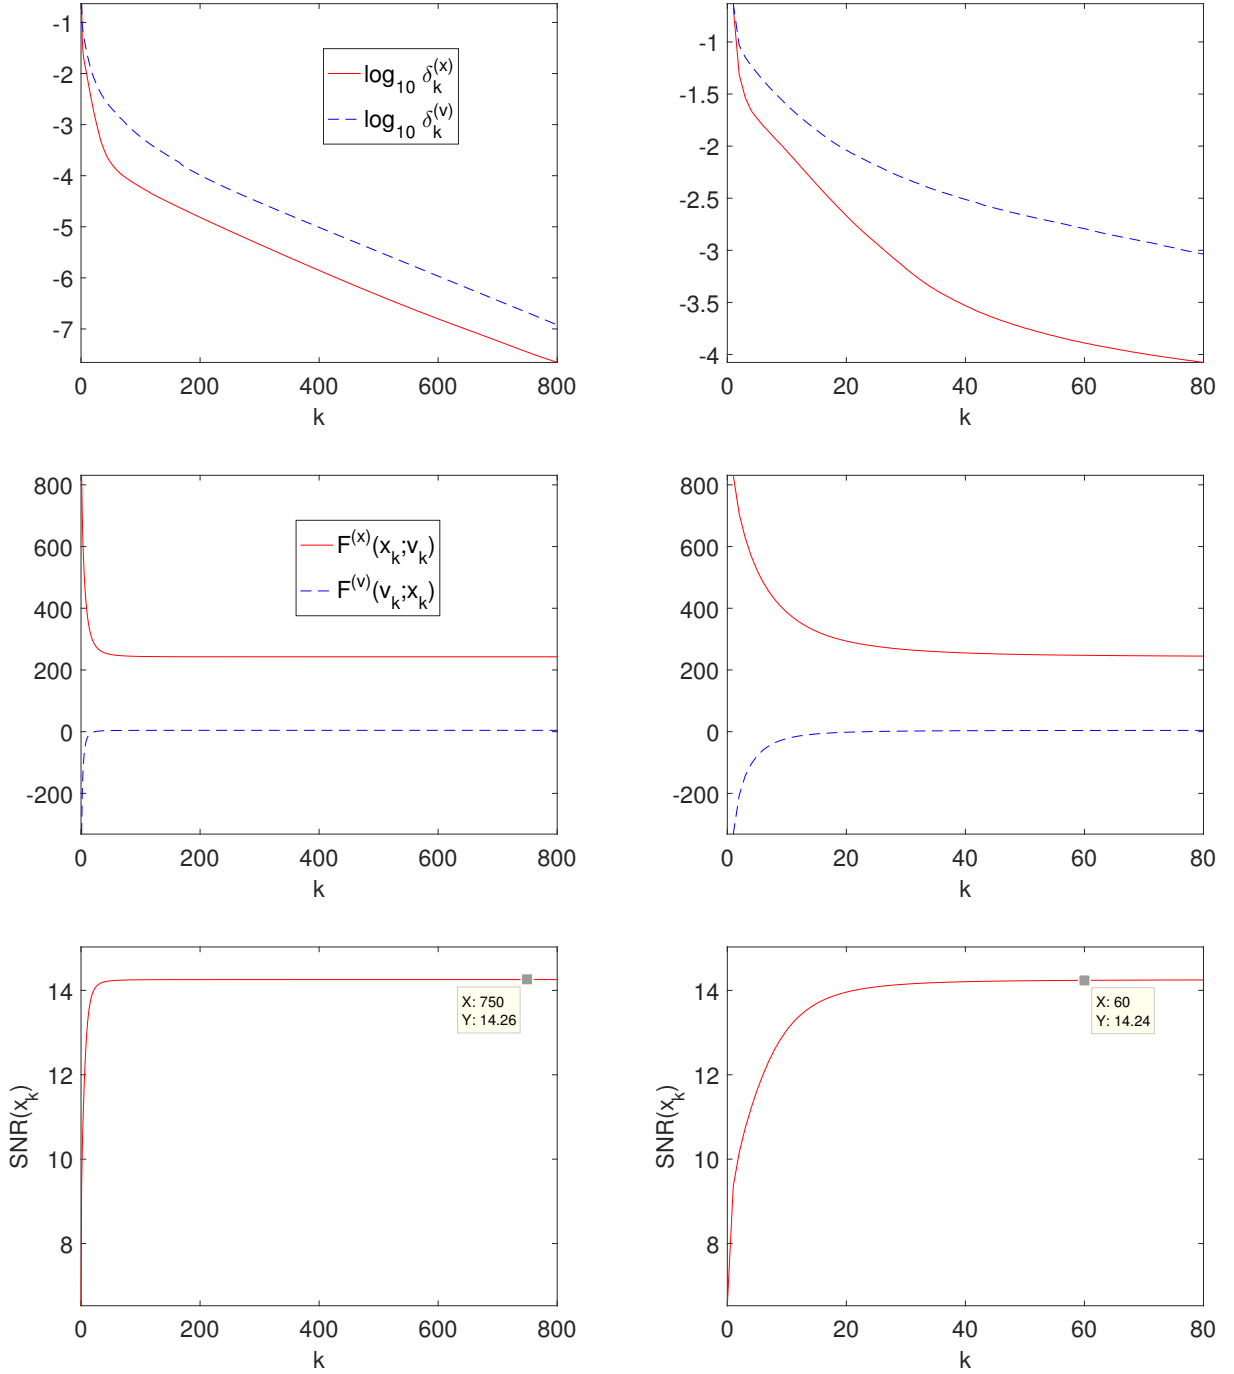 -1
-2
-3
-4
-5
-6
-7
0 200 400 600 800
k
log₁₀ δₖ⁽ˣ⁾
log₁₀ δₖ⁽ᵛ⁾
-1
-1.5
-2
-2.5
-3
-3.5
-4
0 20 40 60 80
k
800
600
400
200
0
-200
0 200 400 600 800
k
F⁽ˣ⁾(xₖ;vₖ)
F⁽ᵛ⁾(vₖ;xₖ)
800
600
400
200
0
-200
0 20 40 60 80
k
SNR(xₖ)
14
12
10
8
0 200 400 600 800
k
X: 750
Y: 14.26
SNR(xₖ)
14
12
10
8
0 20 40 60 80
k
X: 60
Y: 14.24